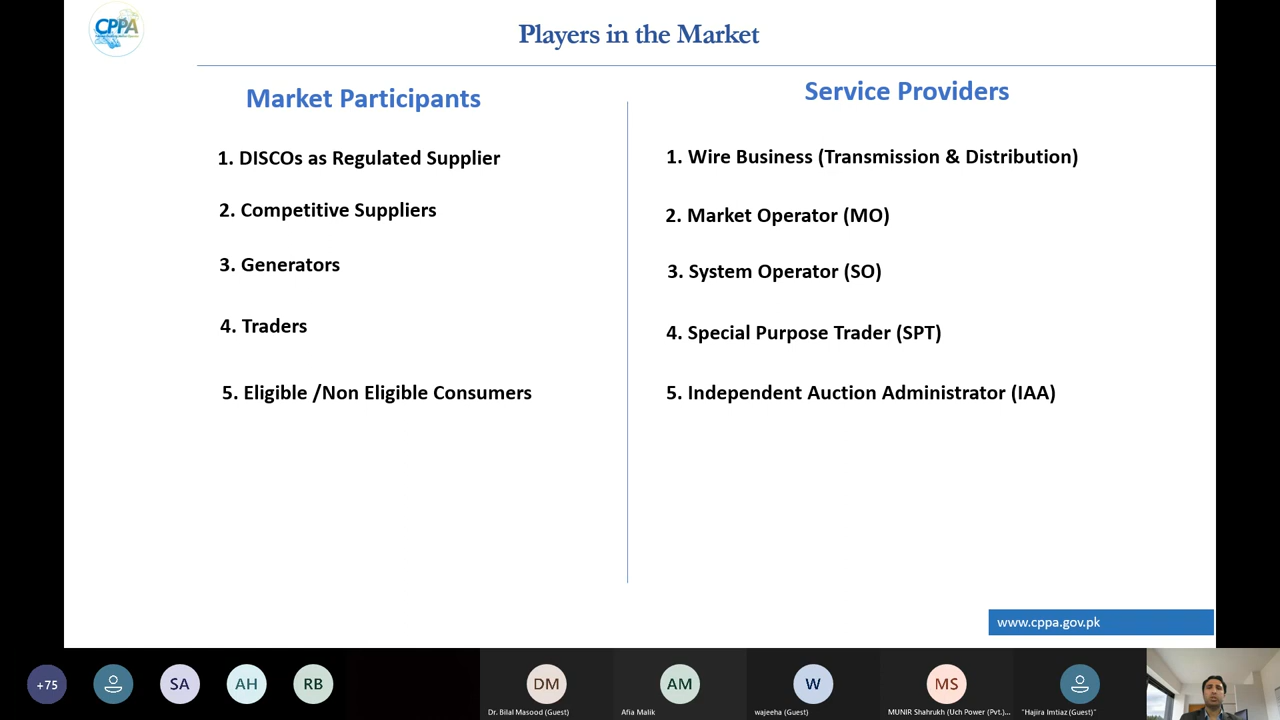 CPPA
Players in the Market
Market Participants
1. DISCOs as Regulated Supplier
2. Competitive Suppliers
3. Generators
4. Traders
5. Eligible /Non Eligible Consumers
Service Providers
1. Wire Business (Transmission & Distribution)
2. Market Operator (MO)
3. System Operator (SO)
4. Special Purpose Trader (SPT)
5. Independent Auction Administrator (IAA)
www.cppa.gov.pk
+75
SA
AH
RB
DM
Dr. Bilal Masood (Guest)
AM
Afia Malik
W
wajeeha (Guest)
MS
MUNIR Shahrukh (Uch Power (Pvt.)...
"Hajira Imtiaz (Guest)"